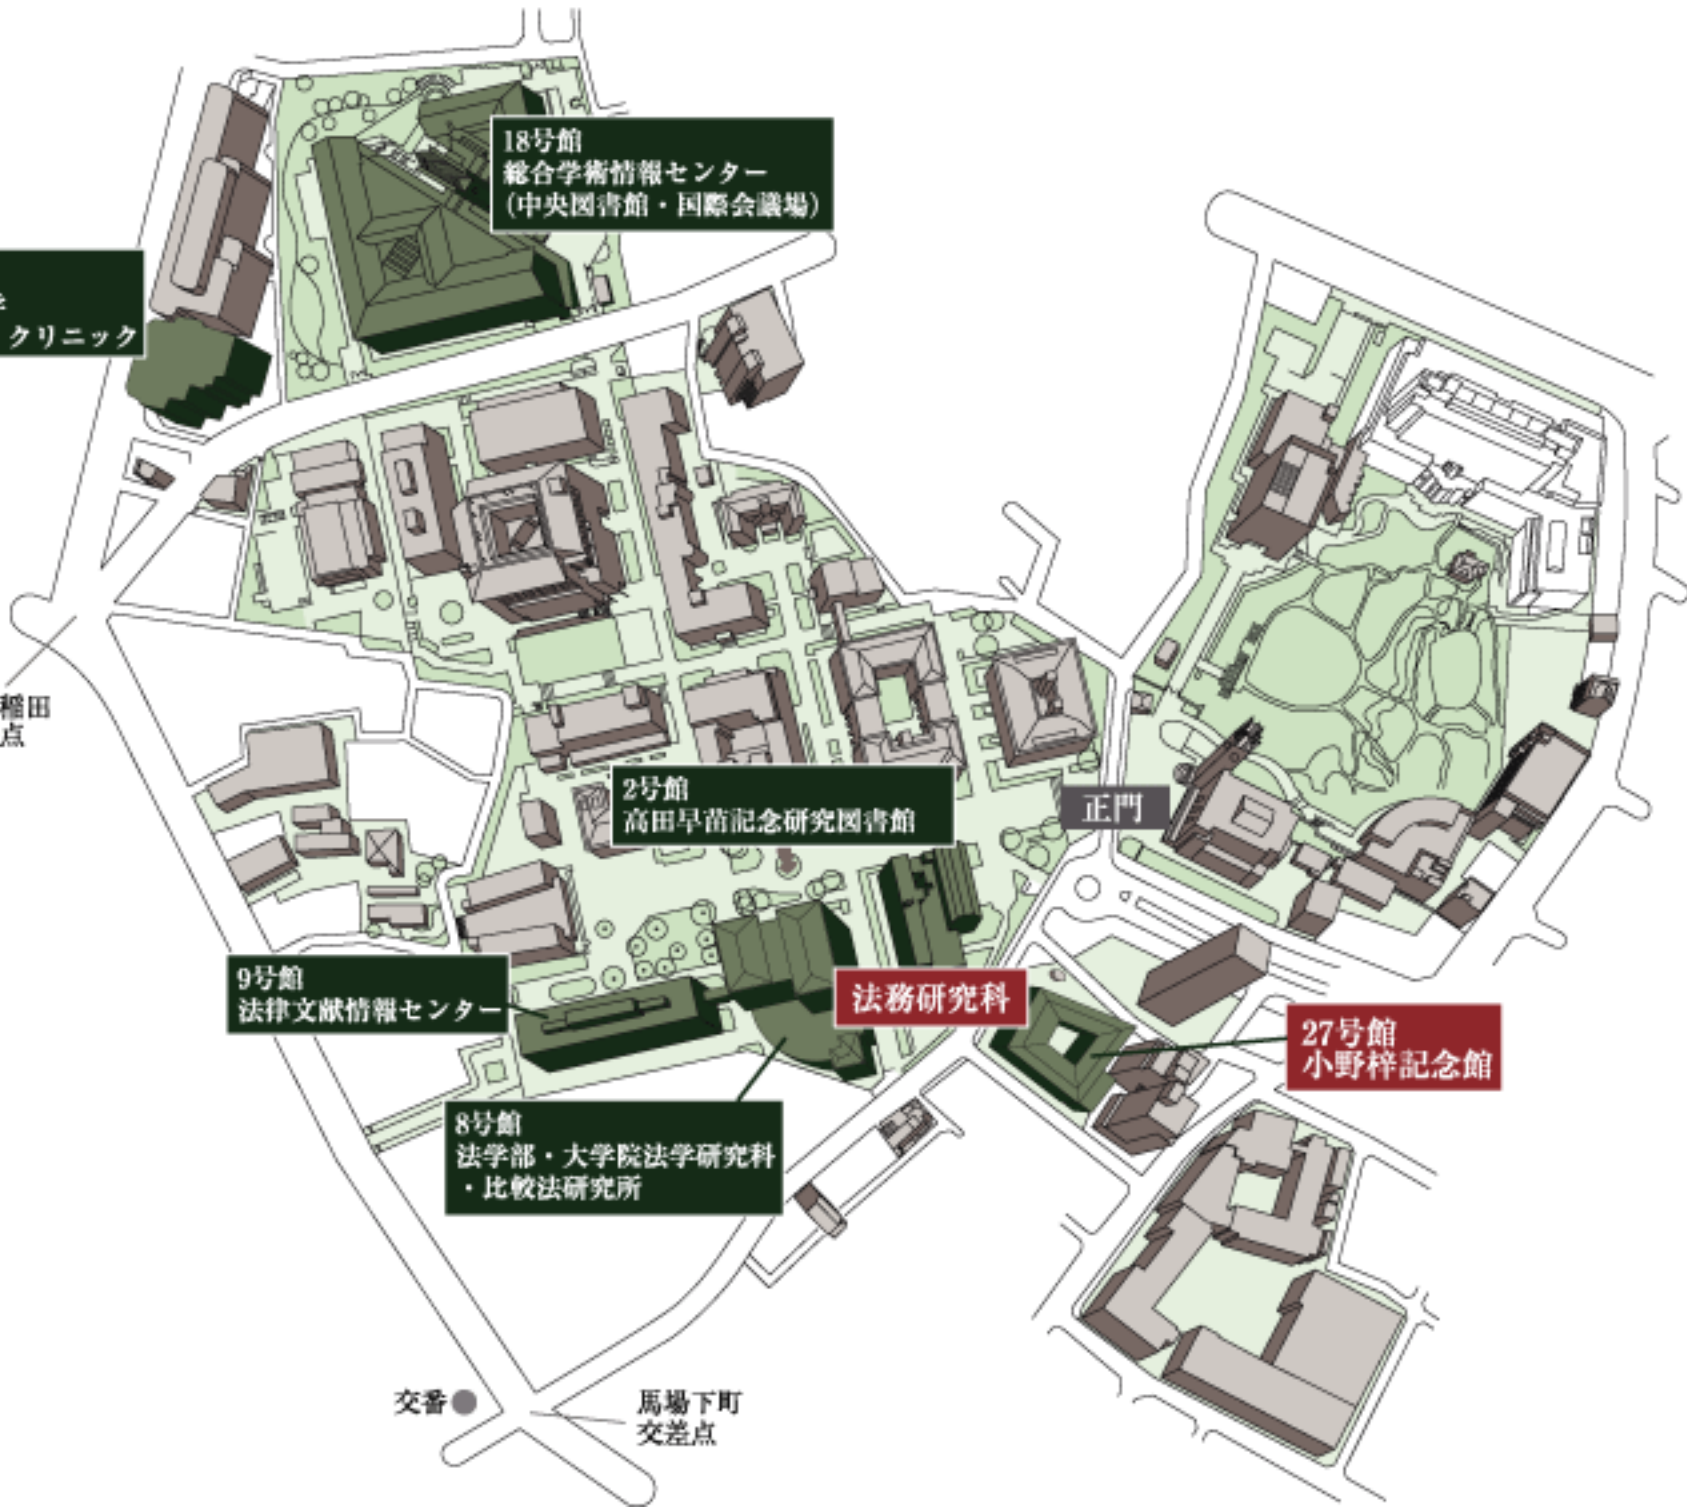 18号館
総合学術情報センター
(中央図書館・国際会議場)
クリニック
稲田
点
2号館
高田早苗記念研究図書館
正門
9号館
法律文献情報センター
法務研究科
27号館
小野梓記念館
8号館
法学部・大学院法学研究科
・比較法研究所
交番
馬場下町
交差点